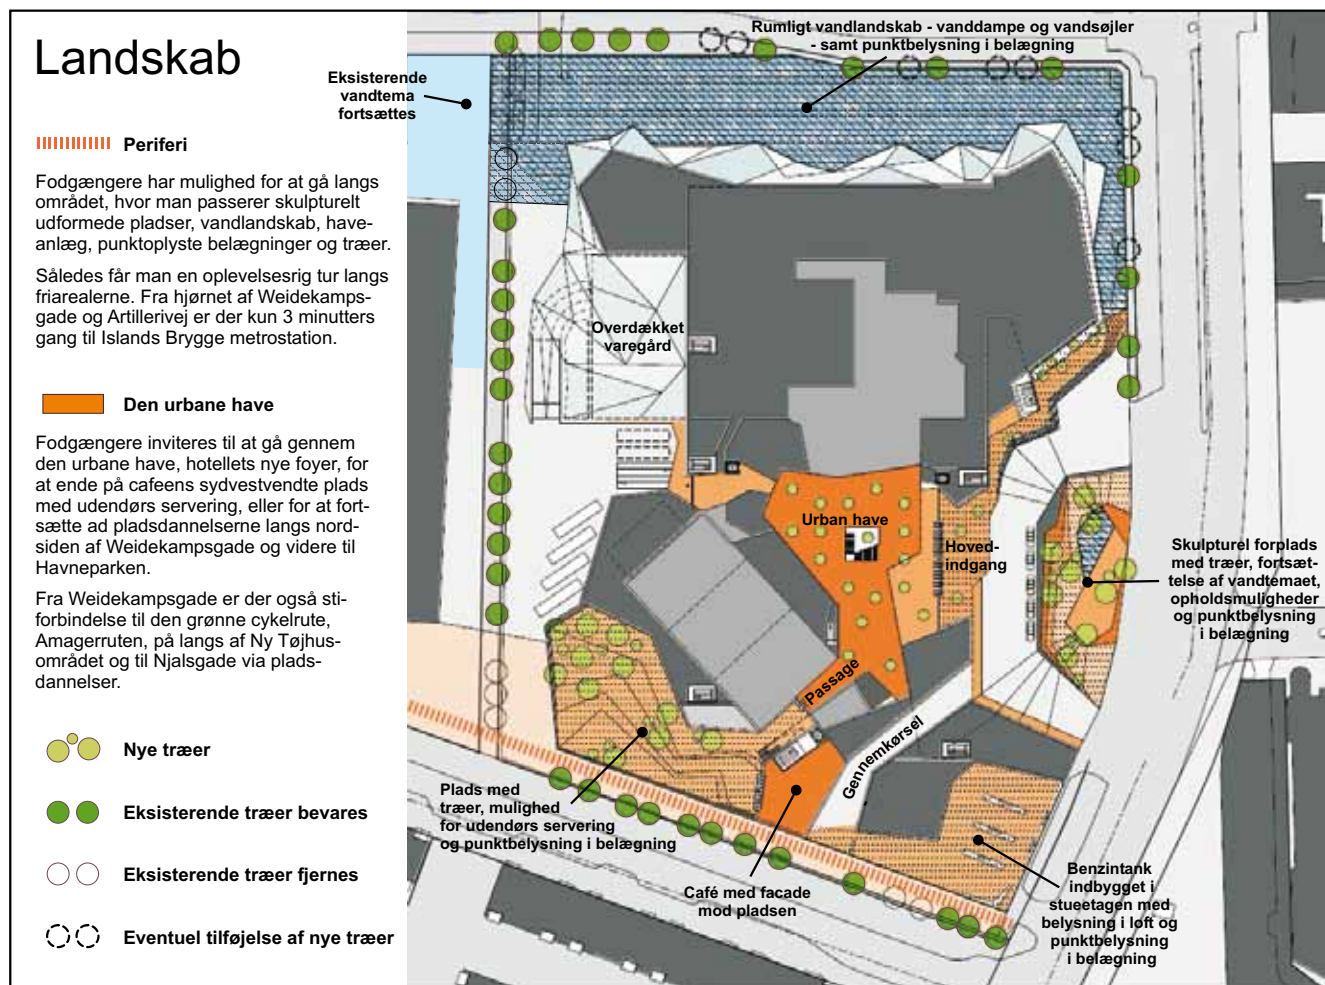 Landskab
Periferi
Fodgængere har mulighed for at gå langs
området, hvor man passerer skulpturelt
udformede pladser, vandlandskab, have-
anlæg, punktoplyste belægninger og træer.
Således får man en oplevelsesrig tur langs
friarealerne. Fra hjørnet af Weidekamps-
gade og Artillerivej er der kun 3 minutters
gang til Islands Brygge metrostation.
Den urbane have
Fodgængere inviteres til at gå gennem
den urbane have, hotellets nye foyer, for
at ende på cafeens sydvestvendte plads
med udendørs servering, eller for at fort-
sætte ad pladsdannelserne langs nord-
siden af Weidekampsgade og videre til
Havneparken.
Fra Weidekampsgade er der også sti-
forbindelse til den grønne cykelrute,
Amagerruten, på langs af Ny Tøjhus-
området og til Njalsgade via plads-
dannelser.
Nye træer
Eksisterende træer bevares
Eksisterende træer fjernes
Eventuel tilføjelse af nye træer
Eksisterende
vandtema
fortsættes
Rumligt vandlandskab - vanddampe og vandsøjler
- samt punktbelysning i belægning
Overdækket
varegård
Urban have
Hoved-
indgang
Skulpturel forplads
med træer, fortsæt-
telse af vandtemaet,
opholdsmuligheder
og punktbelysning
i belægning
Passage
Gennemkørsel
Plads med
træer, mulighed
for udendørs servering
og punktbelysning i belægning
Café med facade
mod pladsen
Benzintank
indbygget i
stueetagen med
belysning i loft og
punktbelysning
i belægning